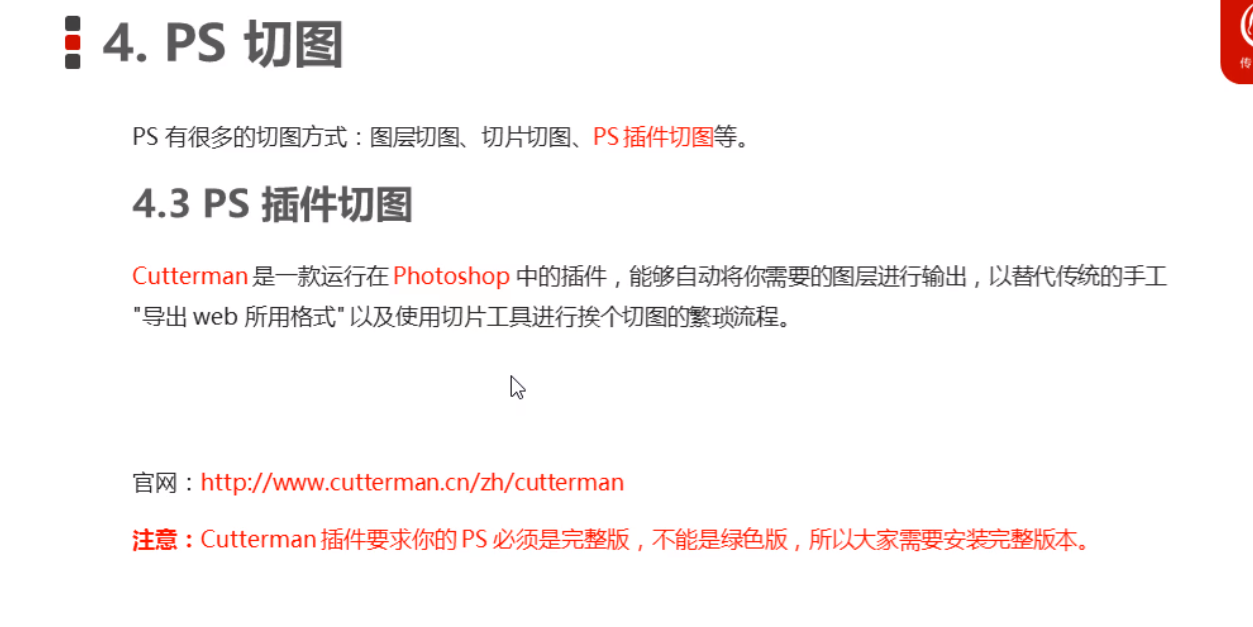 4. PS 切图
传
PS 有很多的切图方式：图层切图、切片切图、PS 插件切图等。
4.3 PS 插件切图
Cutterman 是一款运行在 Photoshop 中的插件，能够自动将你需要的图层进行输出，以替代传统的手工
"导出 web 所用格式" 以及使用切片工具进行挨个切图的繁琐流程。
官网：http://www.cutterman.cn/zh/cutterman
注意：Cutterman 插件要求你的 PS 必须是完整版，不能是绿色版，所以大家需要安装完整版本。